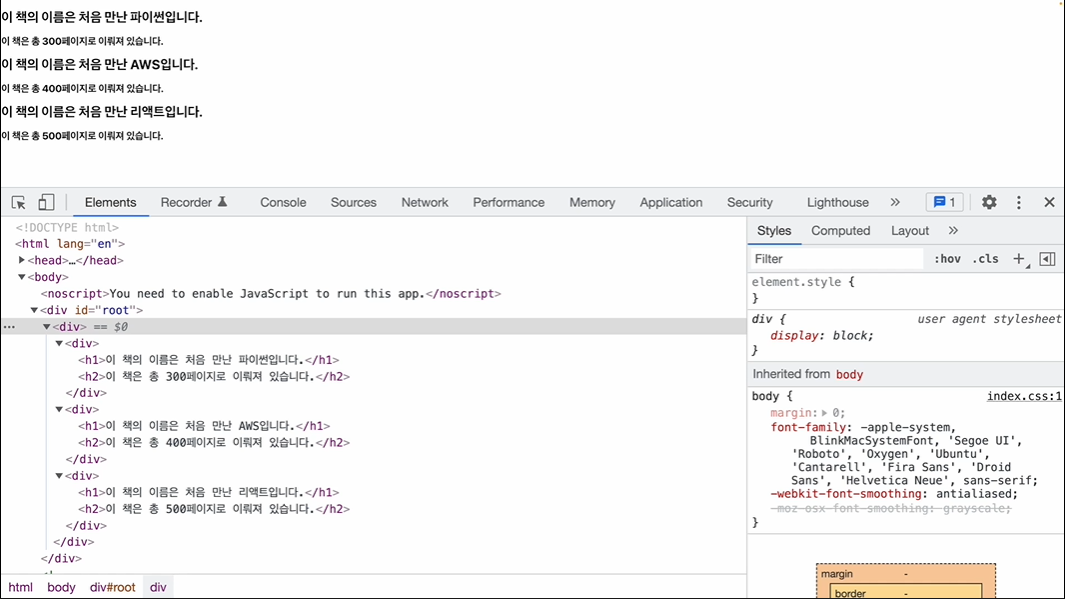 이 책의 이름은 처음 만난 파이썬입니다.
이 책은 총 300페이지로 이뤄져 있습니다.
이 책의 이름은 처음 만난 AWS입니다.
이 책은 총 400페이지로 이뤄져 있습니다.
이 책의 이름은 처음 만난 리액트입니다.
이 책은 총 500페이지로 이뤄져 있습니다.
Elements Recorder Console Sources Network Performance Memory Application Security Lighthouse » 1
<!DOCTYPE html>
<html lang="en">
<head>…</head>
<body>
<noscript>You need to enable JavaScript to run this app.</noscript>
<div id="root">
<div> == $0
<div>
<h1>이 책의 이름은 처음 만난 파이썬입니다.</h1>
<h2>이 책은 총 300페이지로 이뤄져 있습니다.</h2>
</div>
<div>
<h1>이 책의 이름은 처음 만난 AWS입니다.</h1>
<h2>이 책은 총 400페이지로 이뤄져 있습니다.</h2>
</div>
<div>
<h1>이 책의 이름은 처음 만난 리액트입니다.</h1>
<h2>이 책은 총 500페이지로 이뤄져 있습니다.</h2>
</div>
</div>
</div>
html body div#root div
Styles Computed Layout »
Filter :hov .cls +
element.style {
}
div { user agent stylesheet
display: block;
}
Inherited from body
body { index.css:1
margin: 0;
font-family: -apple-system,
BlinkMacSystemFont, 'Segoe UI',
'Roboto', 'Oxygen', 'Ubuntu',
'Cantarell', 'Fira Sans', 'Droid
Sans', 'Helvetica Neue', sans-serif;
-webkit-font-smoothing: antialiased;
-moz-osx-font-smoothing: grayscale;
}
margin -
border -